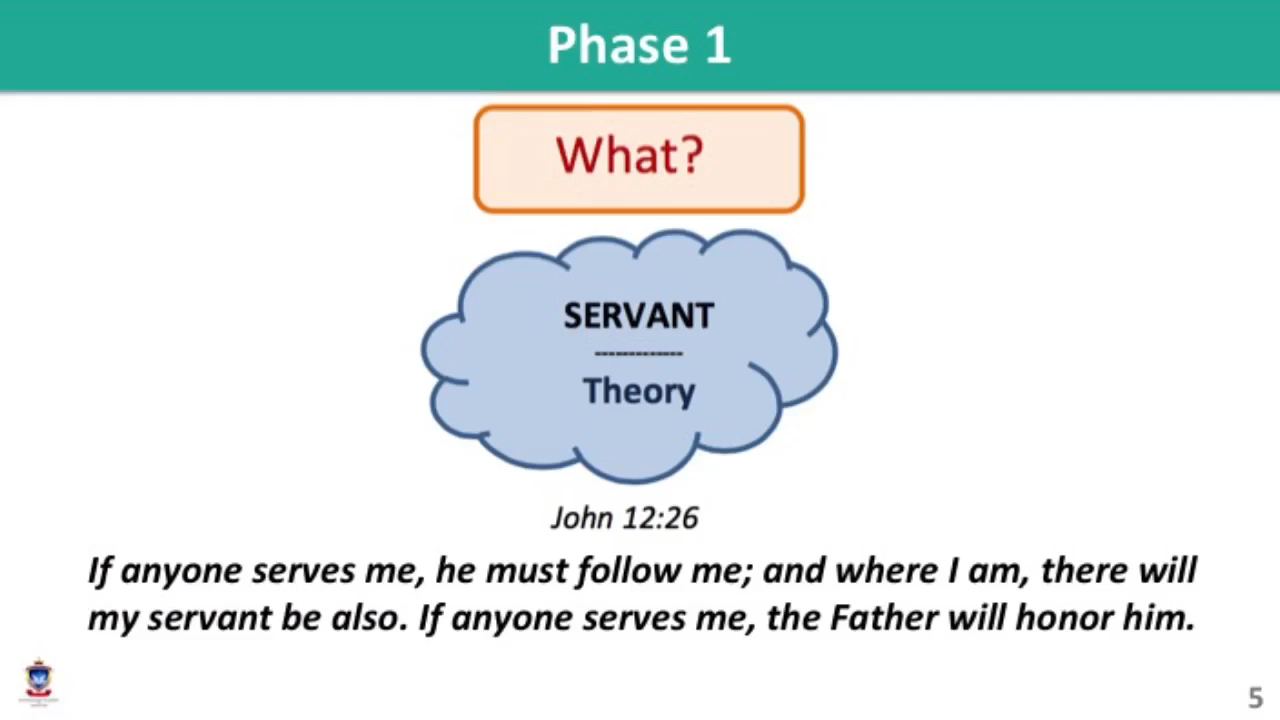 Phase 1
What?
SERVANT
-------------
Theory
John 12:26
If anyone serves me, he must follow me; and where I am, there will
my servant be also. If anyone serves me, the Father will honor him.
5